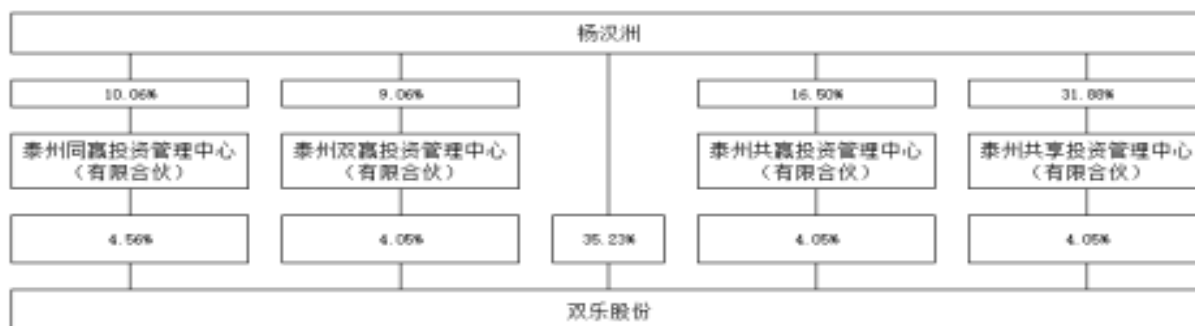 杨汉洲
10.06%
9.06%
16.50%
31.88%
泰州同赢投资管理中心
（有限合伙）
泰州双赢投资管理中心
（有限合伙）
泰州共赢投资管理中心
（有限合伙）
泰州共享投资管理中心
（有限合伙）
4.56%
4.05%
35.23%
4.05%
4.05%
双乐股份